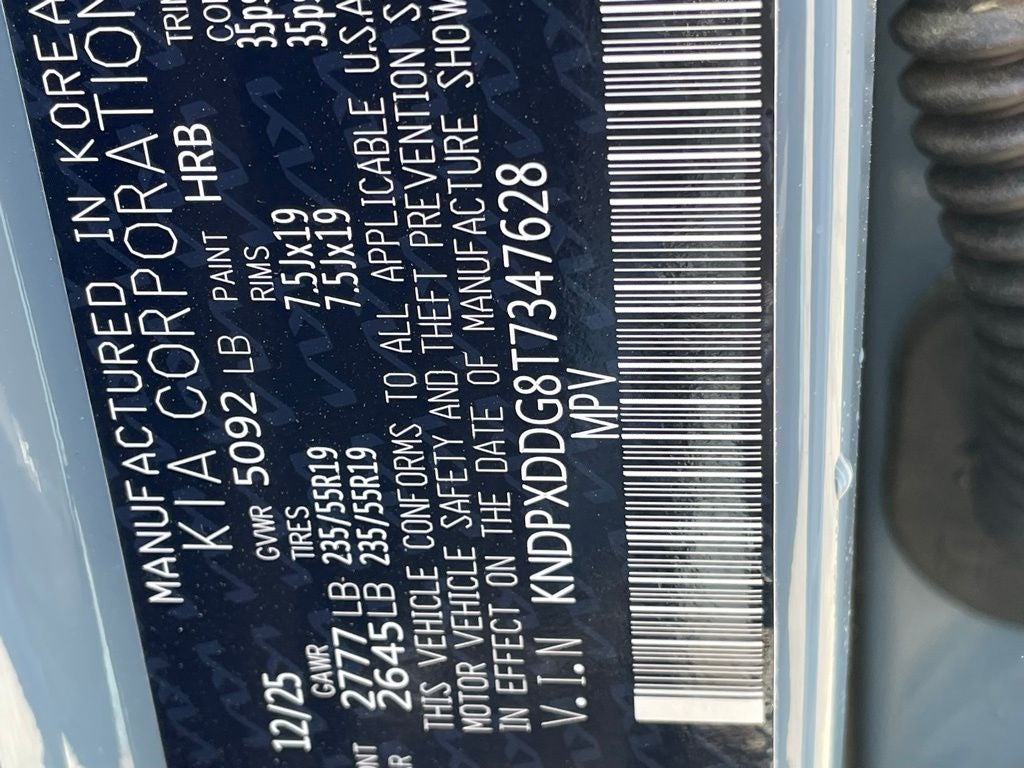 MANUFACTURED IN KOREA
KIA CORPORATION
12/25 GVWR 5092 LB PAINT HRB
GAWR TIRES RIMS
2777 LB 235/55R19 7.5Jx19
2645LB 235/55R19 7.5Jx19
THIS VEHICLE CONFORMS TO ALL APPLICABLE U.S.A
MOTOR VEHICLE SAFETY AND THEFT PREVENTION S
IN EFFECT ON THE DATE OF MANUFACTURE SHOW
V.I.N KNDPXDDG8T7347628
MPV